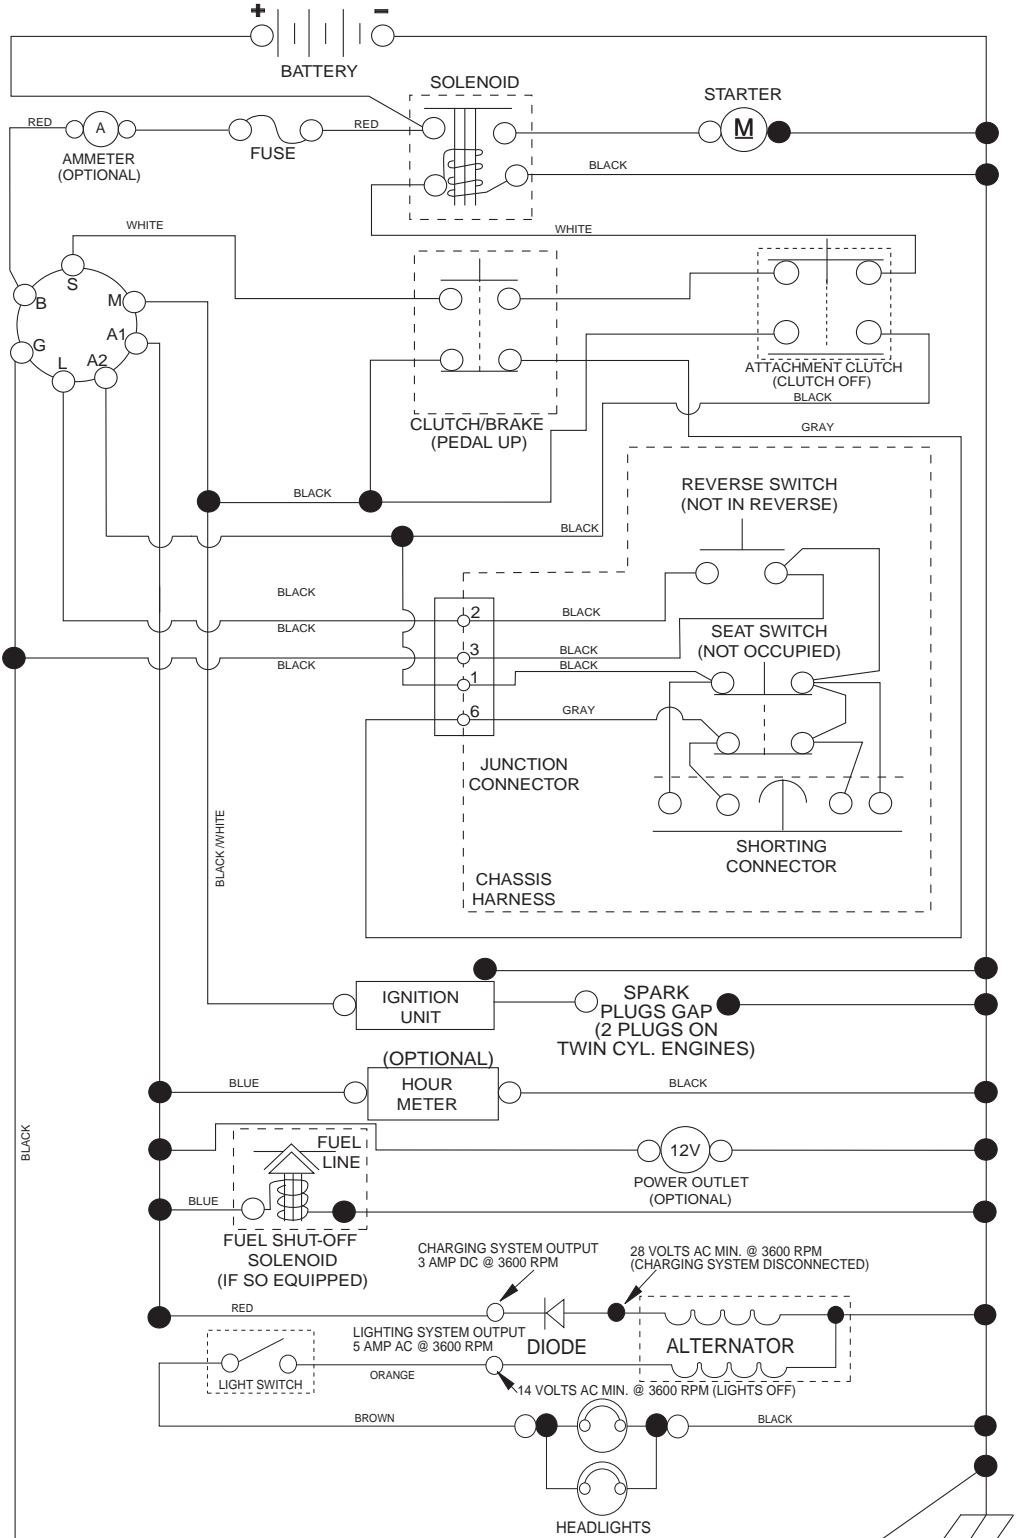 +
−
BATTERY
SOLENOID
STARTER
RED
A
RED
M
FUSE
AMMETER
(OPTIONAL)
BLACK
WHITE
WHITE
S
B
M
A1
G
L
A2
ATTACHMENT CLUTCH
(CLUTCH OFF)
BLACK
CLUTCH/BRAKE
(PEDAL UP)
GRAY
REVERSE SWITCH
(NOT IN REVERSE)
BLACK
BLACK
BLACK
2
BLACK
BLACK
SEAT SWITCH
(NOT OCCUPIED)
3
BLACK
BLACK
BLACK
1
6
GRAY
JUNCTION
CONNECTOR
SHORTING
CONNECTOR
BLACK /WHITE
CHASSIS
HARNESS
IGNITION
UNIT
SPARK
PLUGS GAP
(2 PLUGS ON
TWIN CYL. ENGINES)
(OPTIONAL)
HOUR
METER
BLUE
BLACK
BLACK
FUEL
LINE
12V
POWER OUTLET
(OPTIONAL)
BLUE
FUEL SHUT-OFF
SOLENOID
(IF SO EQUIPPED)
CHARGING SYSTEM OUTPUT
3 AMP DC @ 3600 RPM
28 VOLTS AC MIN. @ 3600 RPM
(CHARGING SYSTEM DISCONNECTED)
RED
LIGHTING SYSTEM OUTPUT
5 AMP AC @ 3600 RPM
DIODE
ALTERNATOR
LIGHT SWITCH
ORANGE
14 VOLTS AC MIN. @ 3600 RPM (LIGHTS OFF)
BROWN
BLACK
HEADLIGHTS